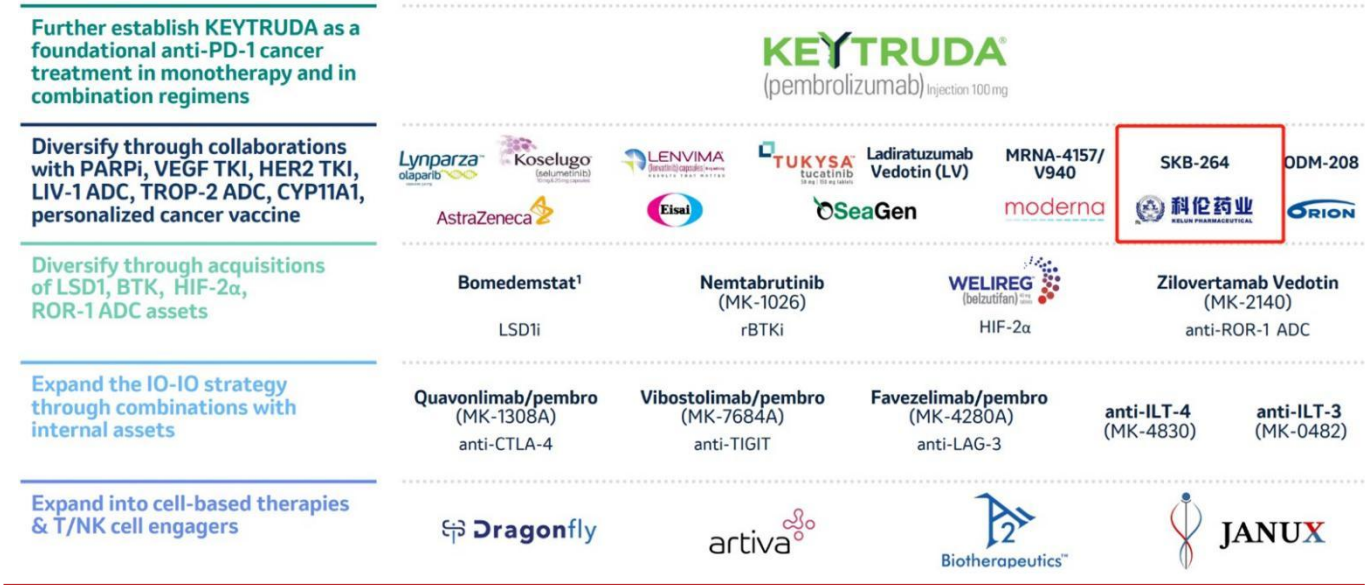 Further establish KEYTRUDA as a
foundational anti-PD-1 cancer
treatment in monotherapy and in
combination regimens
KEYTRUDA®
(pembrolizumab) Injection 100 mg
Diversify through collaborations
with PARPi, VEGF TKI, HER2 TKI,
LIV-1 ADC, TROP-2 ADC, CYP11A1,
personalized cancer vaccine
Lynparza
olaparib
Koselugo
(selumetinib)
AstraZeneca
LENVIMA
(lenvatinib) capsules
Eisai
TUKYSA
tucatinib
50 mg | 150 mg tablets
Ladiratuzumab
Vedotin (LV)
SeaGen
MRNA-4157/
V940
moderna
SKB-264
科伦药业
KELUN PHARMACEUTICAL
ODM-208
ORION
Diversify through acquisitions
of LSD1, BTK, HIF-2α,
ROR-1 ADC assets
Bomedemstat¹
LSD1i
Nemtabrutinib
(MK-1026)
rBTKi
WELIREG
(belzutifan)
HIF-2α
Zilovertamab Vedotin
(MK-2140)
anti-ROR-1 ADC
Expand the IO-IO strategy
through combinations with
internal assets
Quavonlimab/pembro
(MK-1308A)
anti-CTLA-4
Vibostolimab/pembro
(MK-7684A)
anti-TIGIT
Favezelimab/pembro
(MK-4280A)
anti-LAG-3
anti-ILT-4
(MK-4830)
anti-ILT-3
(MK-0482)
Expand into cell-based therapies
& T/NK cell engagers
Dragonfly
artiva
A2
Biotherapeutics™
JANUX